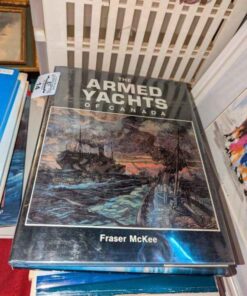 THE
ARMED
YACHTS
OF CANADA
Fraser McKee